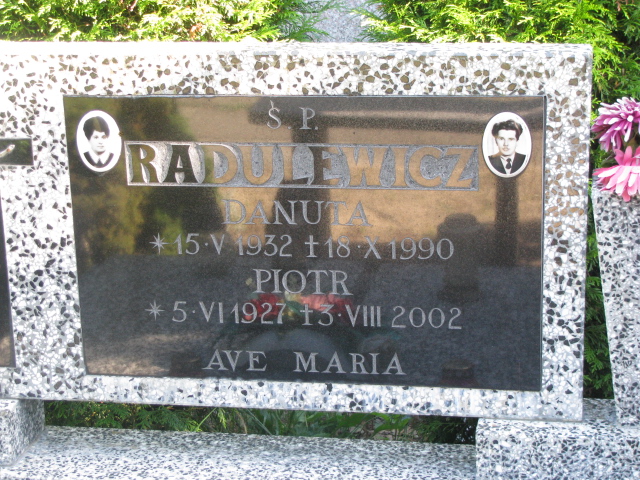 Ś P.
RADULEWICZ
DANUTA
* 15·V 1932 † 18·X 1990
PIOTR
* 5·VI 1927 † 3·VIII 2002
AVE MARIA